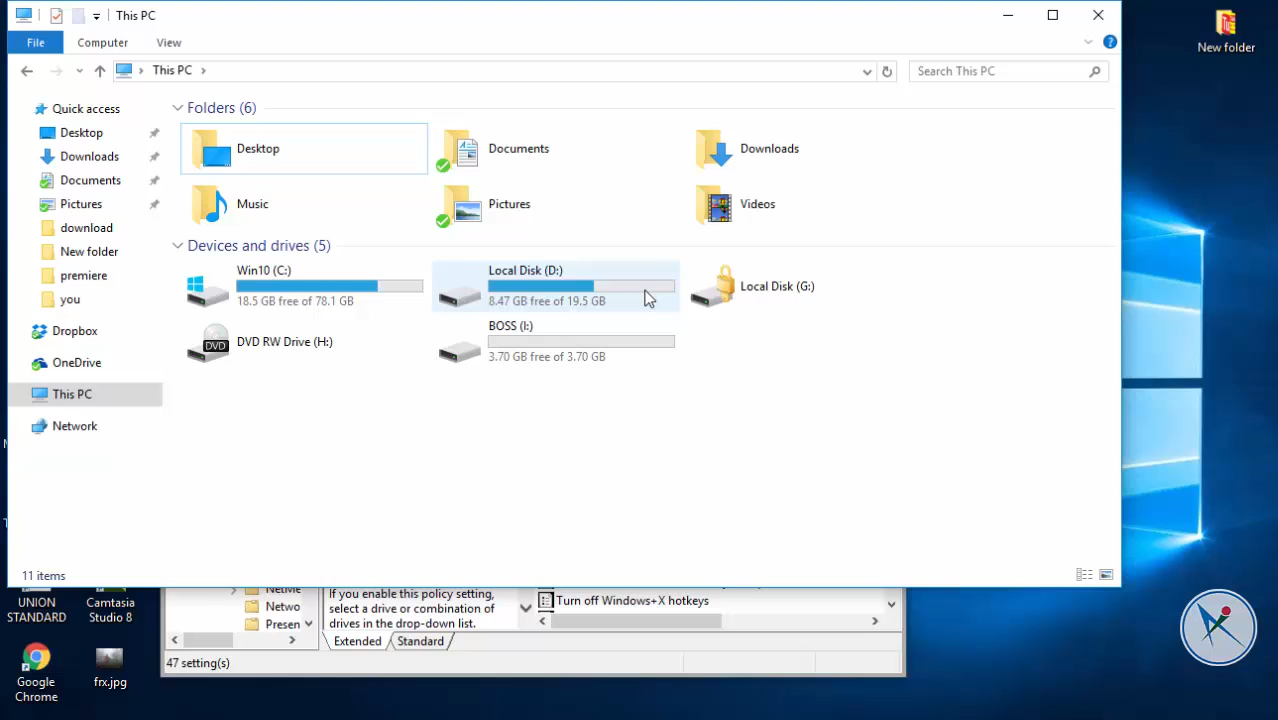 This PC
New folder
File Computer View
This PC
Search This PC
Quick access
Desktop
Downloads
Documents
Pictures
download
New folder
premiere
you
Dropbox
OneDrive
This PC
Network
Folders (6)
Desktop
Documents
Downloads
Music
Pictures
Videos
Devices and drives (5)
Win10 (C:)
18.5 GB free of 78.1 GB
Local Disk (D:)
8.47 GB free of 19.5 GB
Local Disk (G:)
DVD
DVD RW Drive (H:)
BOSS (I:)
3.70 GB free of 3.70 GB
11 items
UNION
STANDARD
Camtasia
Studio 8
Google
Chrome
frx.jpg
Netwo
Presen
If you enable this policy setting,
select a drive or combination of
drives in the drop-down list.
Turn off Windows+X hotkeys
Extended Standard
47 setting(s)